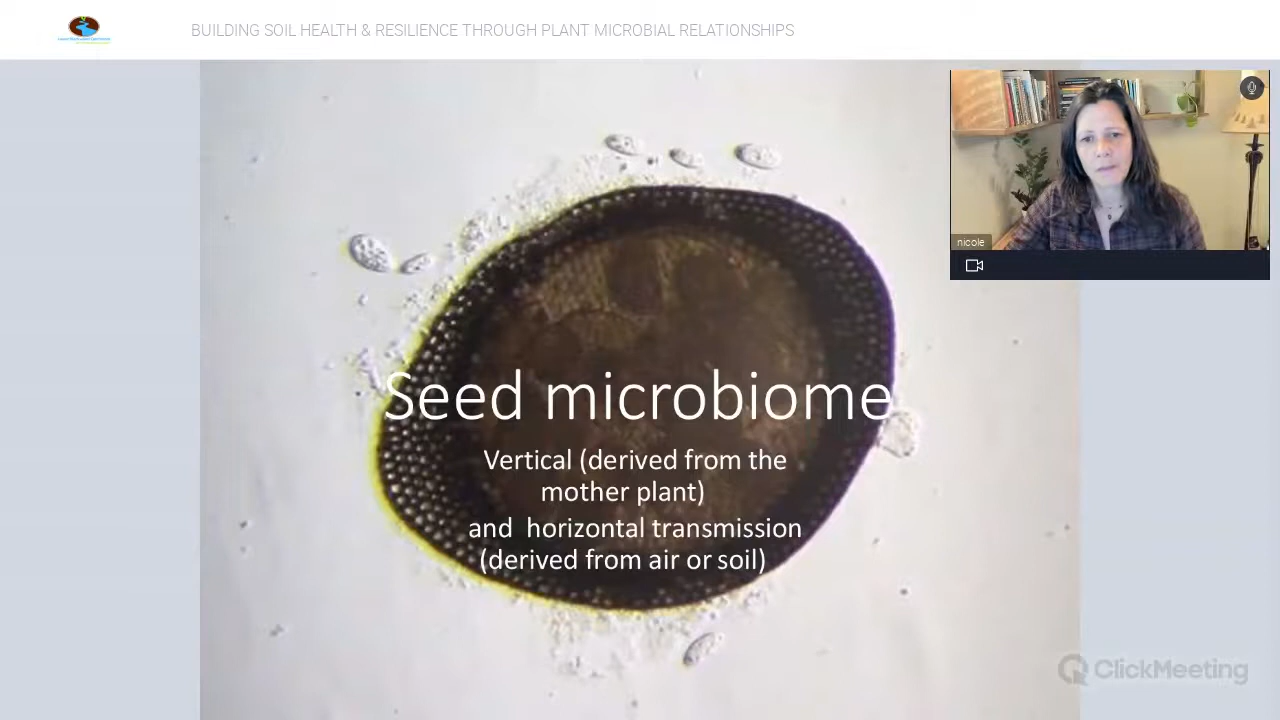 BUILDING SOIL HEALTH & RESILIENCE THROUGH PLANT MICROBIAL RELATIONSHIPS
nicole
Seed microbiome
Vertical (derived from the
mother plant)
and horizontal transmission
(derived from air or soil)
ClickMeeting